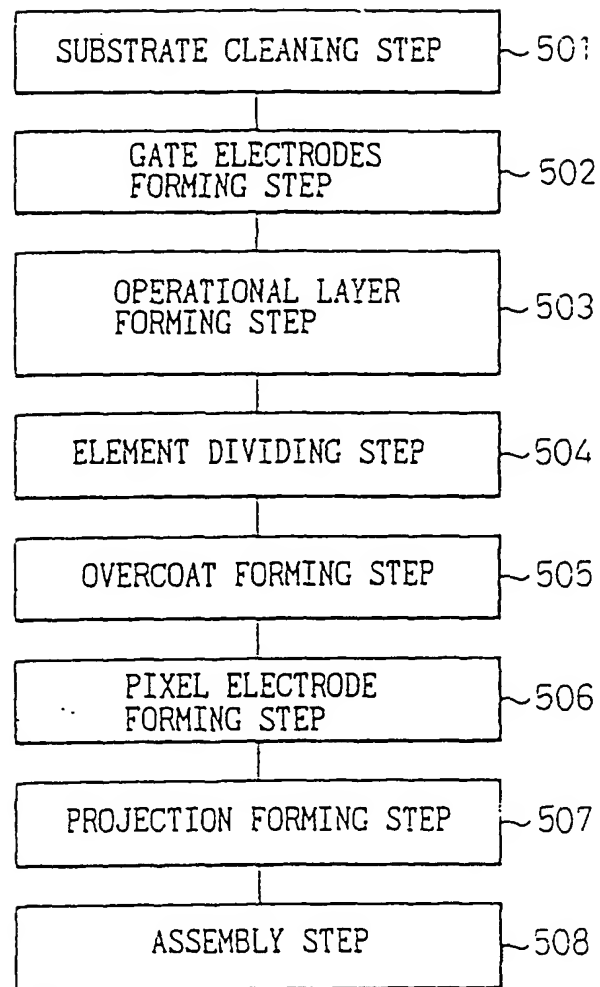 SUBSTRATE CLEANING STEP 501
GATE ELECTRODES
FORMING STEP 502
OPERATIONAL LAYER
FORMING STEP 503
ELEMENT DIVIDING STEP 504
OVERCOAT FORMING STEP 505
PIXEL ELECTRODE
FORMING STEP 506
PROJECTION FORMING STEP 507
ASSEMBLY STEP 508